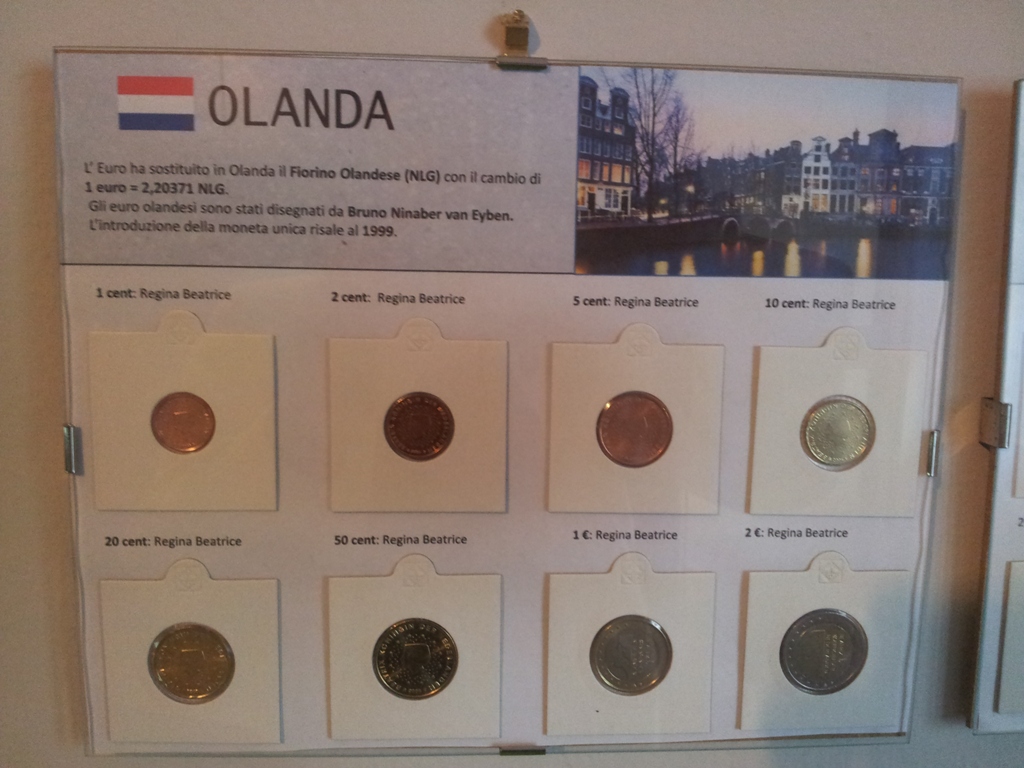 OLANDA
L' Euro ha sostituito in Olanda il Fiorino Olandese (NLG) con il cambio di
1 euro = 2,20371 NLG.
Gli euro olandesi sono stati disegnati da Bruno Ninaber van Eyben.
L'introduzione della moneta unica risale al 1999.
1 cent: Regina Beatrice
2 cent: Regina Beatrice
5 cent: Regina Beatrice
10 cent: Regina Beatrice
20 cent: Regina Beatrice
50 cent: Regina Beatrice
1 €: Regina Beatrice
2 €: Regina Beatrice
2